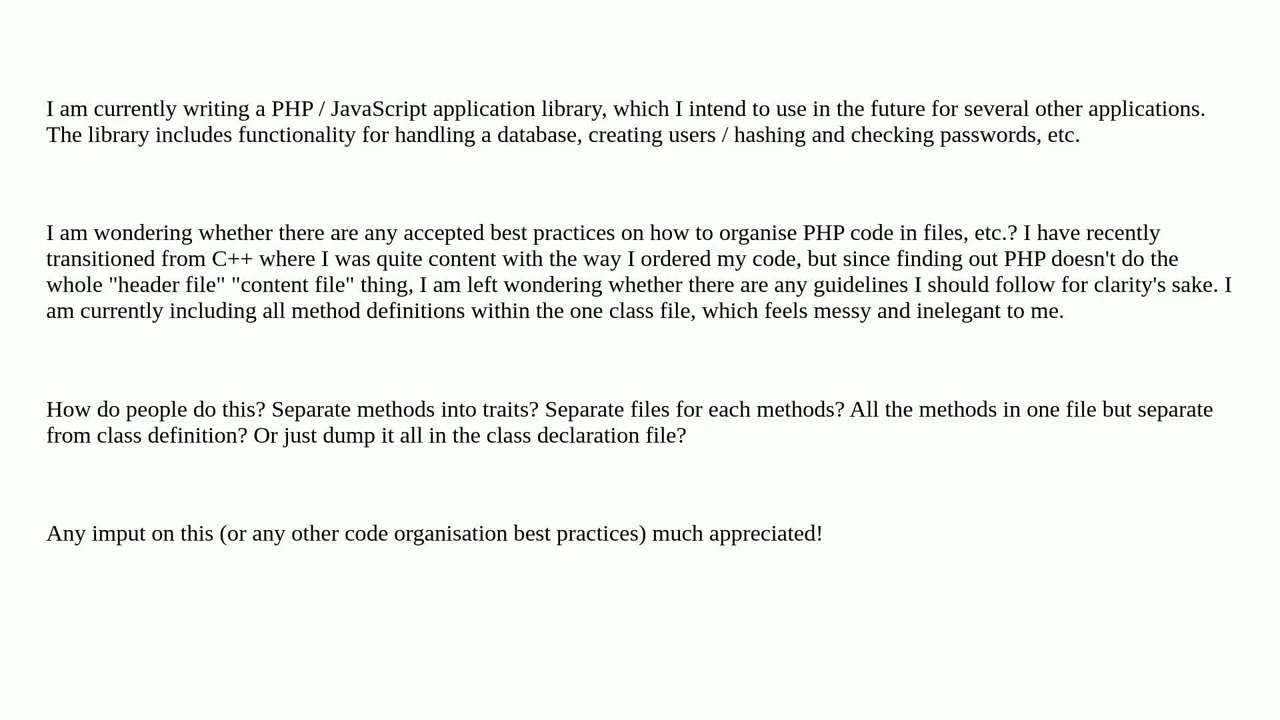 I am currently writing a PHP / JavaScript application library, which I intend to use in the future for several other applications.
The library includes functionality for handling a database, creating users / hashing and checking passwords, etc.
I am wondering whether there are any accepted best practices on how to organise PHP code in files, etc.? I have recently
transitioned from C++ where I was quite content with the way I ordered my code, but since finding out PHP doesn't do the
whole "header file" "content file" thing, I am left wondering whether there are any guidelines I should follow for clarity's sake. I
am currently including all method definitions within the one class file, which feels messy and inelegant to me.
How do people do this? Separate methods into traits? Separate files for each methods? All the methods in one file but separate
from class definition? Or just dump it all in the class declaration file?
Any imput on this (or any other code organisation best practices) much appreciated!